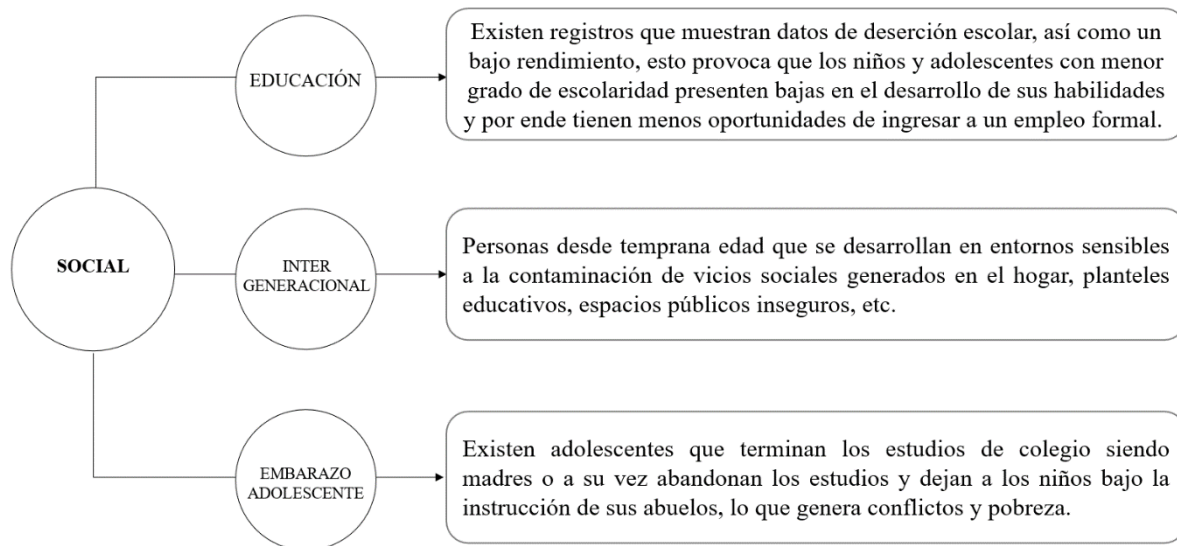 EDUCACIÓN
Existen registros que muestran datos de deserción escolar, así como un
bajo rendimiento, esto provoca que los niños y adolescentes con menor
grado de escolaridad presenten bajas en el desarrollo de sus habilidades
y por ende tienen menos oportunidades de ingresar a un empleo formal.
SOCIAL
INTER
GENERACIONAL
Personas desde temprana edad que se desarrollan en entornos sensibles
a la contaminación de vicios sociales generados en el hogar, planteles
educativos, espacios públicos inseguros, etc.
EMBARAZO
ADOLESCENTE
Existen adolescentes que terminan los estudios de colegio siendo
madres o a su vez abandonan los estudios y dejan a los niños bajo la
instrucción de sus abuelos, lo que genera conflictos y pobreza.